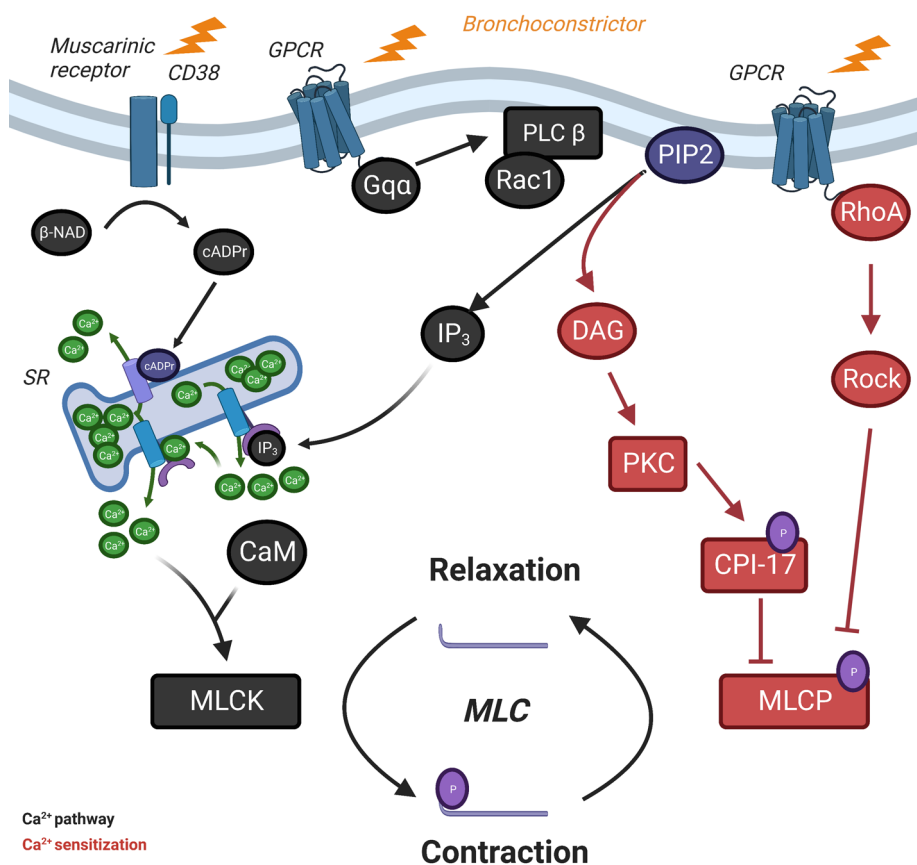 Bronchoconstrictor
Muscarinic
receptor
CD38
GPCR
GPCR
PLC β
Rac1
Gqα
PIP2
RhoA
β-NAD
cADPr
IP₃
DAG
Rock
SR
cADPr
Ca²⁺
Ca²⁺
Ca²⁺
Ca²⁺
Ca²⁺
Ca²⁺
Ca²⁺
Ca²⁺
Ca²⁺
Ca²⁺
Ca²⁺
IP₃
Ca²⁺
Ca²⁺
Ca²⁺
Ca²⁺
Ca²⁺
Ca²⁺
PKC
P
CPI-17
CaM
Relaxation
MLCK
MLC
P
MLCP
P
Contraction
Ca²⁺ pathway
Ca²⁺ sensitization